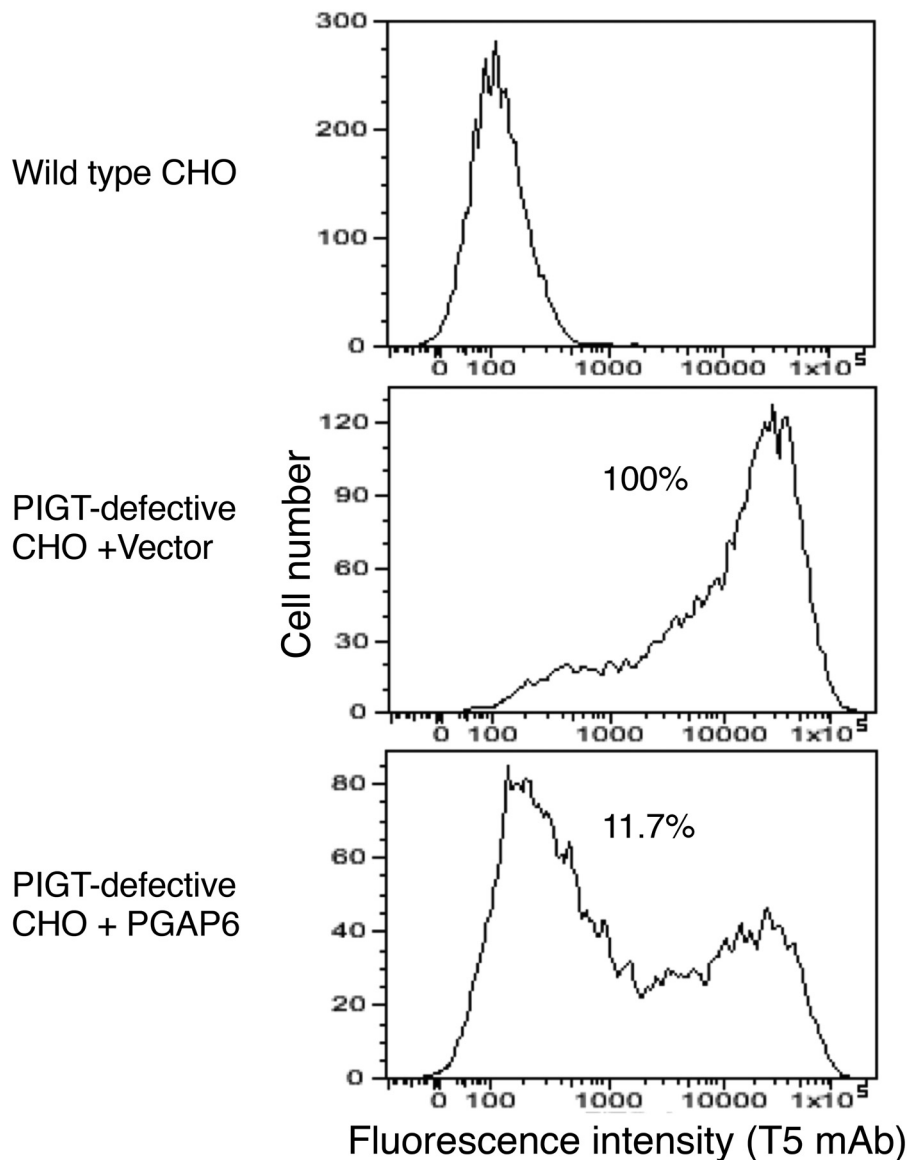 300
200
100
0
Wild type CHO
0 100 1000 10000 1x10⁵
120
90
60
30
0
100%
PIGT-defective
CHO +Vector
Cell number
0 100 1000 10000 1x10⁵
80
60
40
20
0
11.7%
PIGT-defective
CHO + PGAP6
0 100 1000 10000 1x10⁵
Fluorescence intensity (T5 mAb)